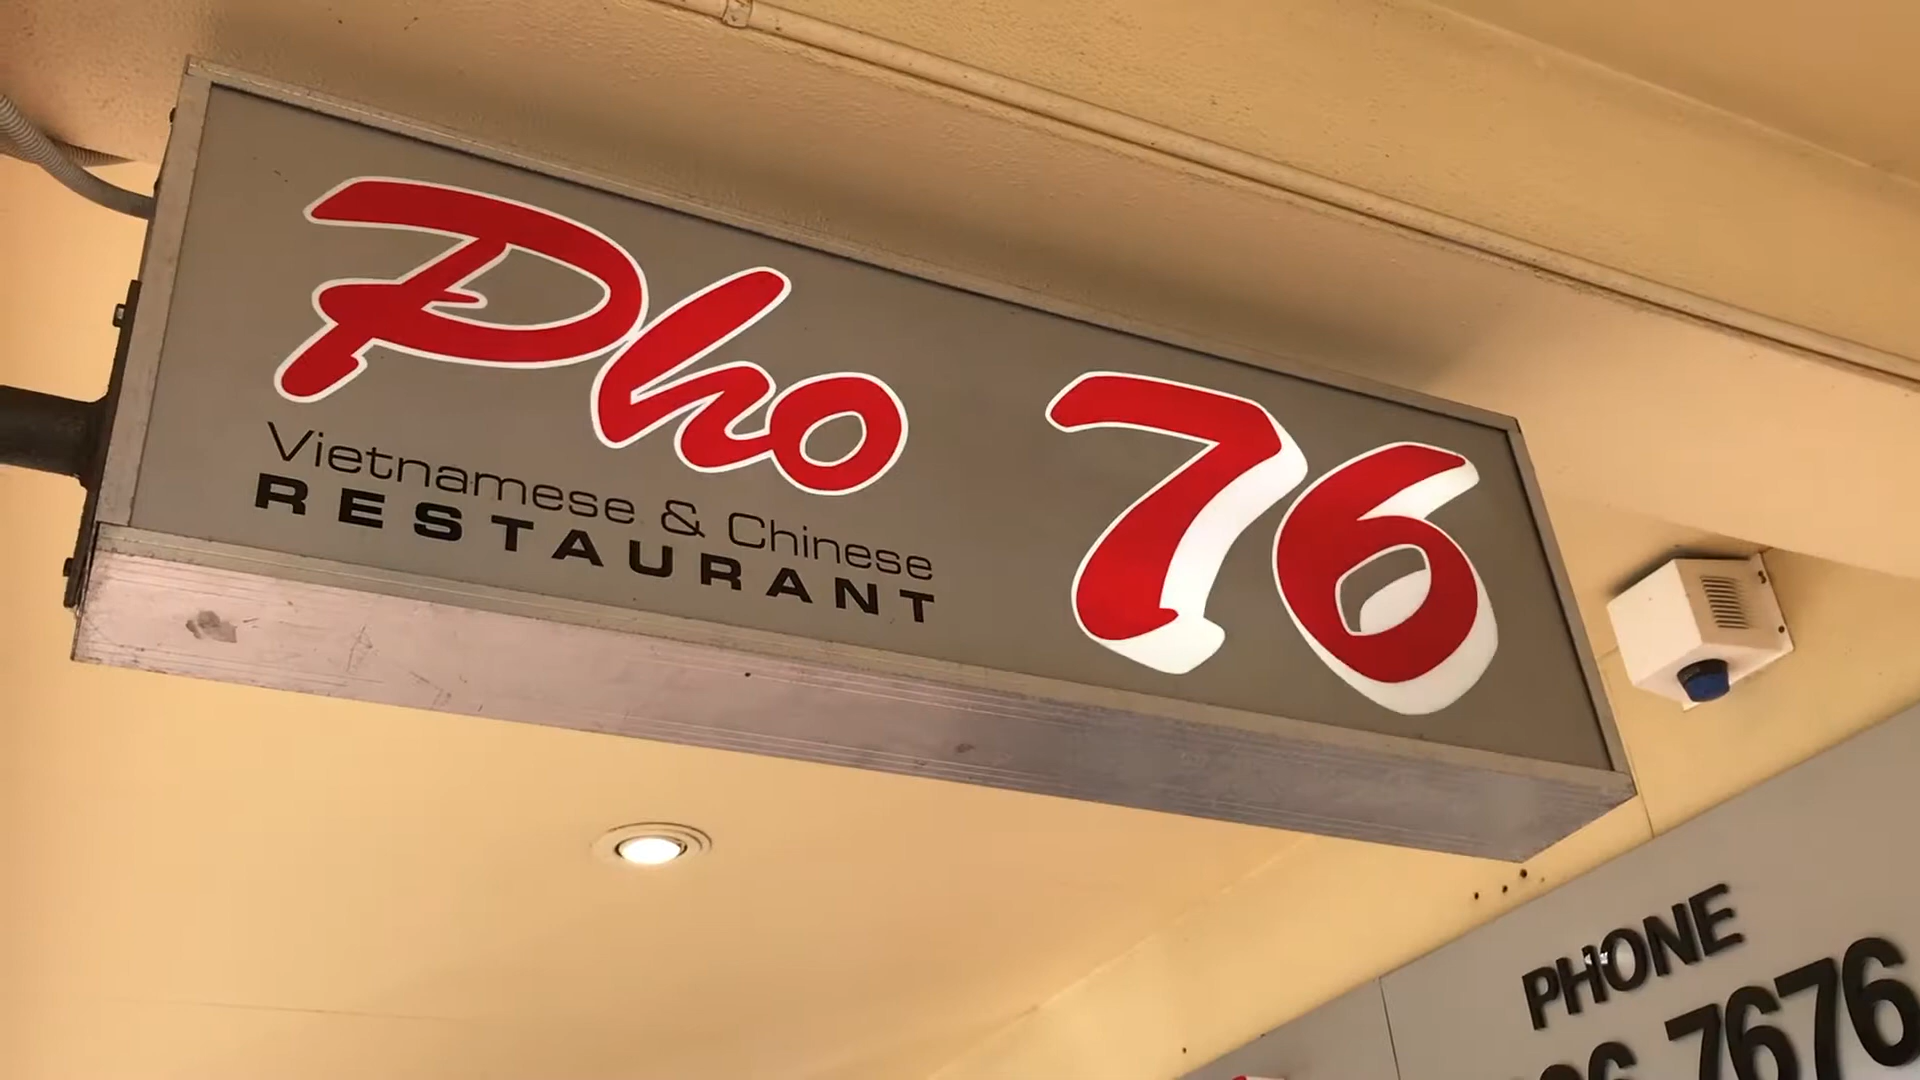 Pho 76
Vietnamese & Chinese
RESTAURANT
PHONE
7676